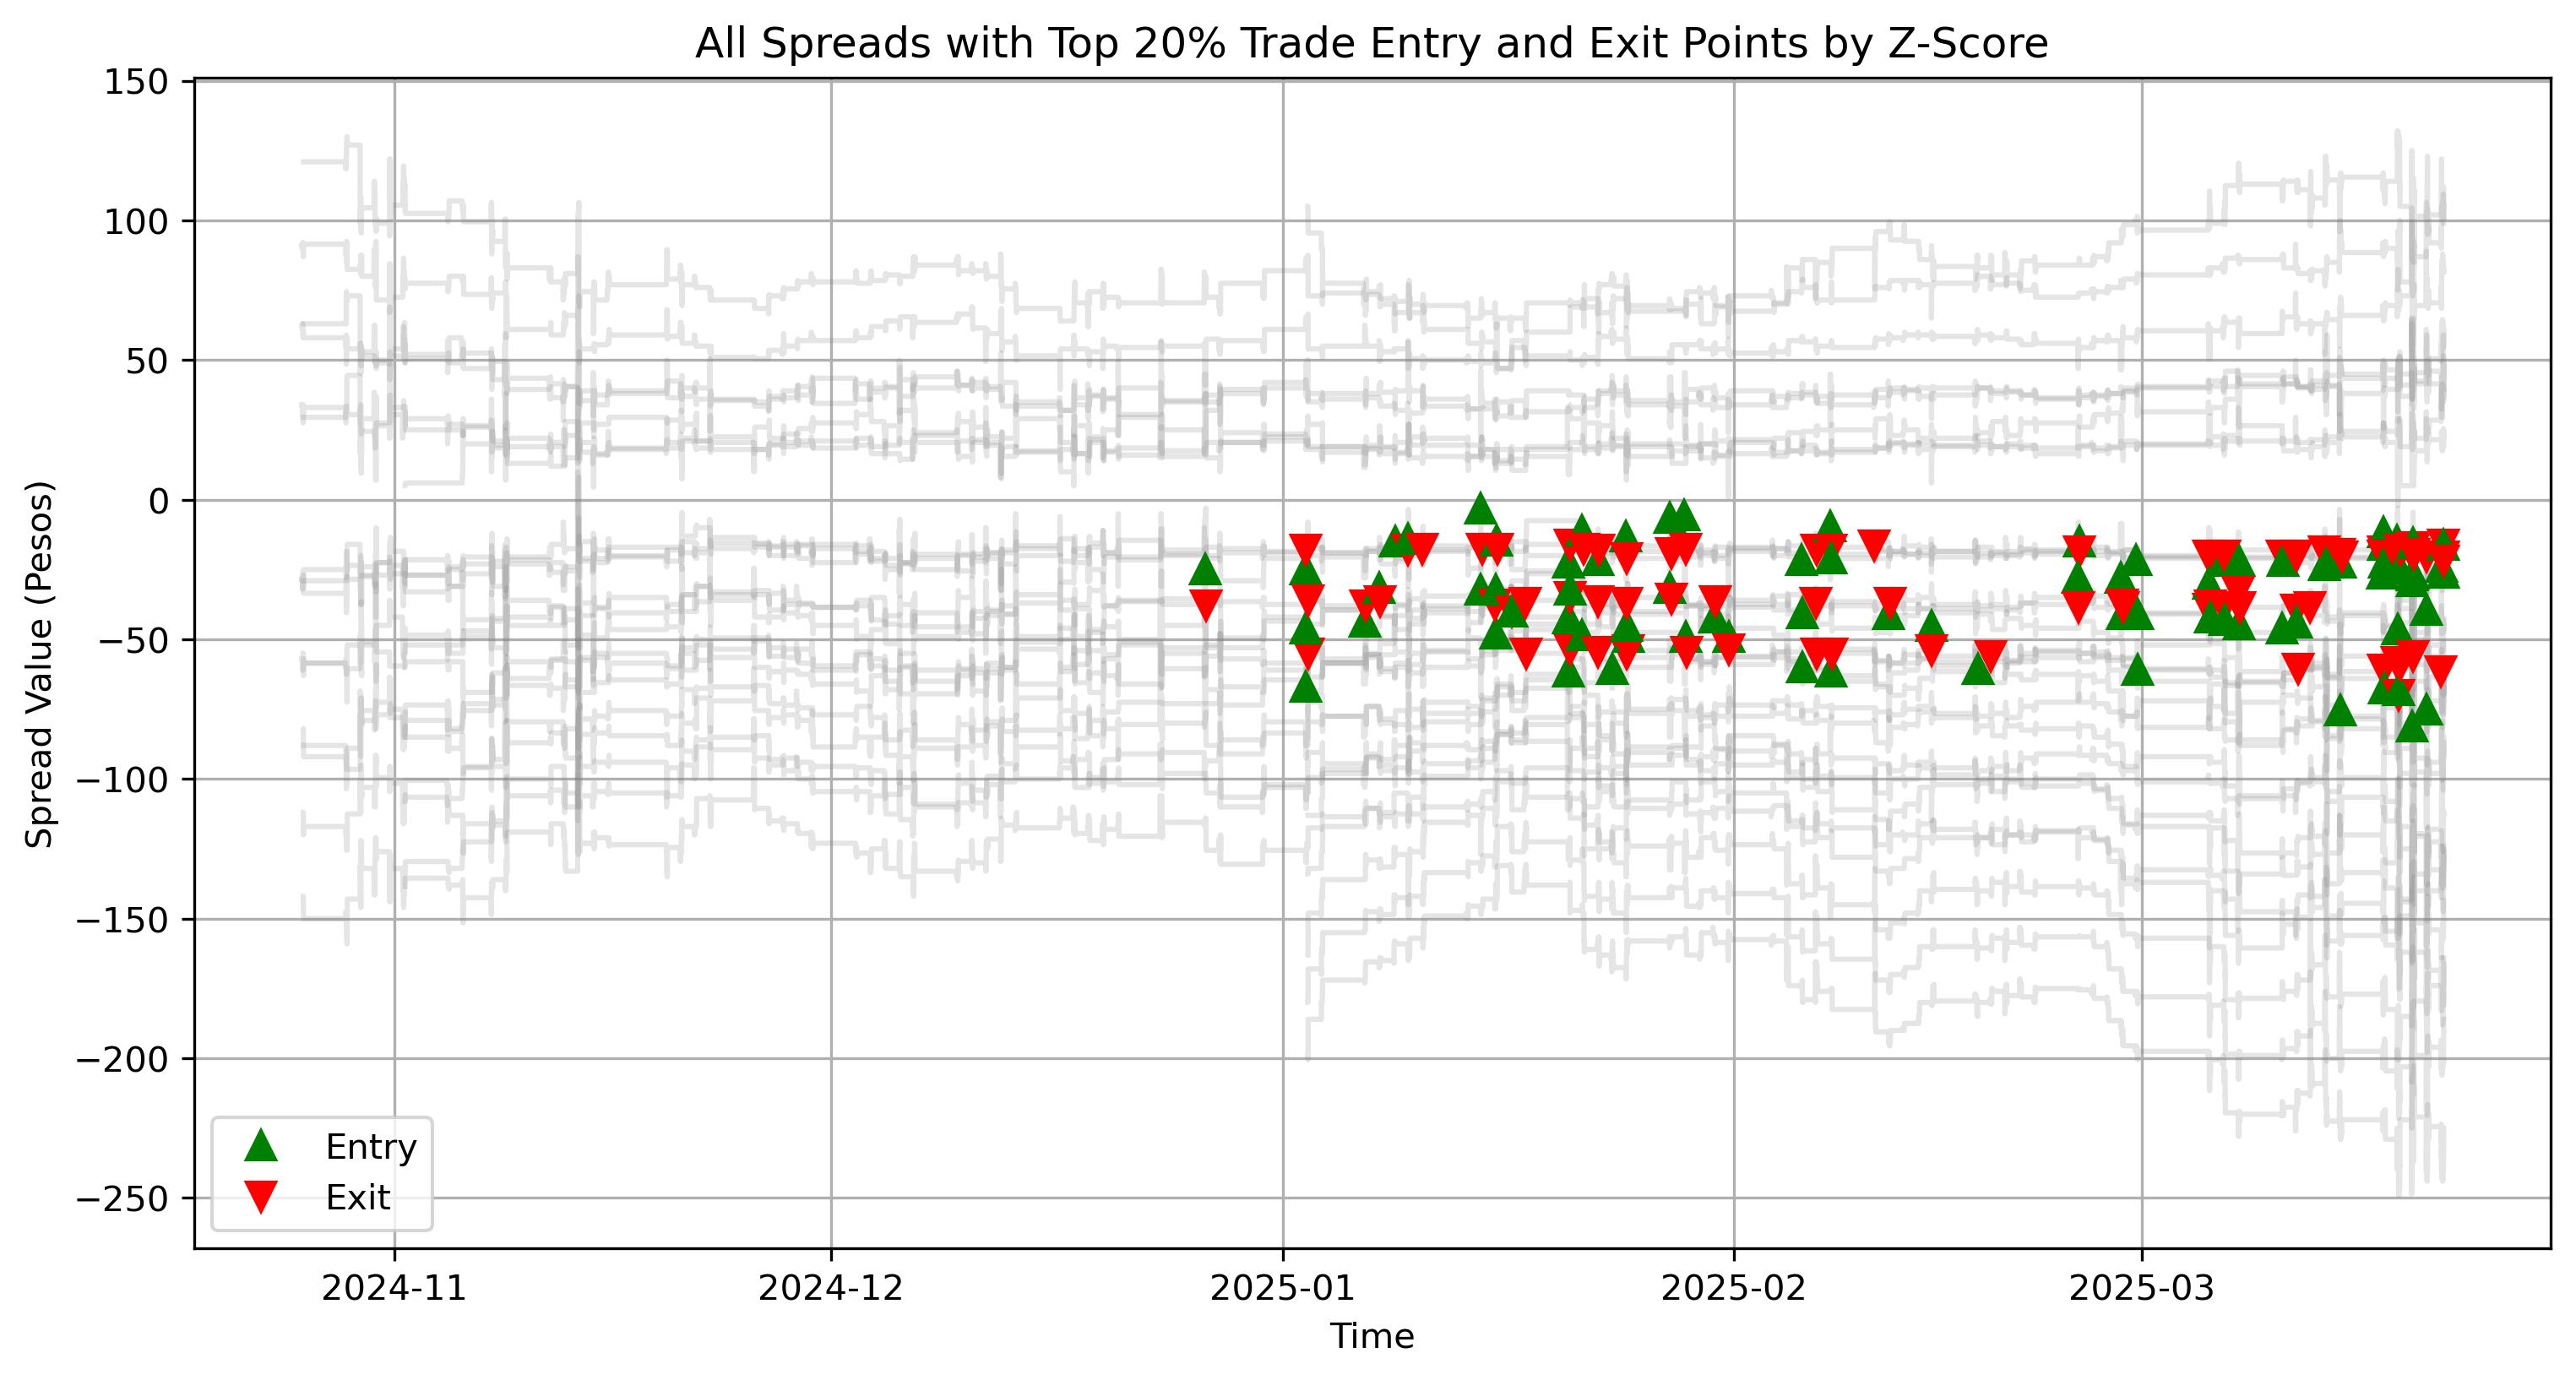 All Spreads with Top 20% Trade Entry and Exit Points by Z-Score
150
100
50
0
−50
−100
−150
−200
−250
Spread Value (Pesos)
Entry
Exit
2024-11
2024-12
2025-01
2025-02
2025-03
Time